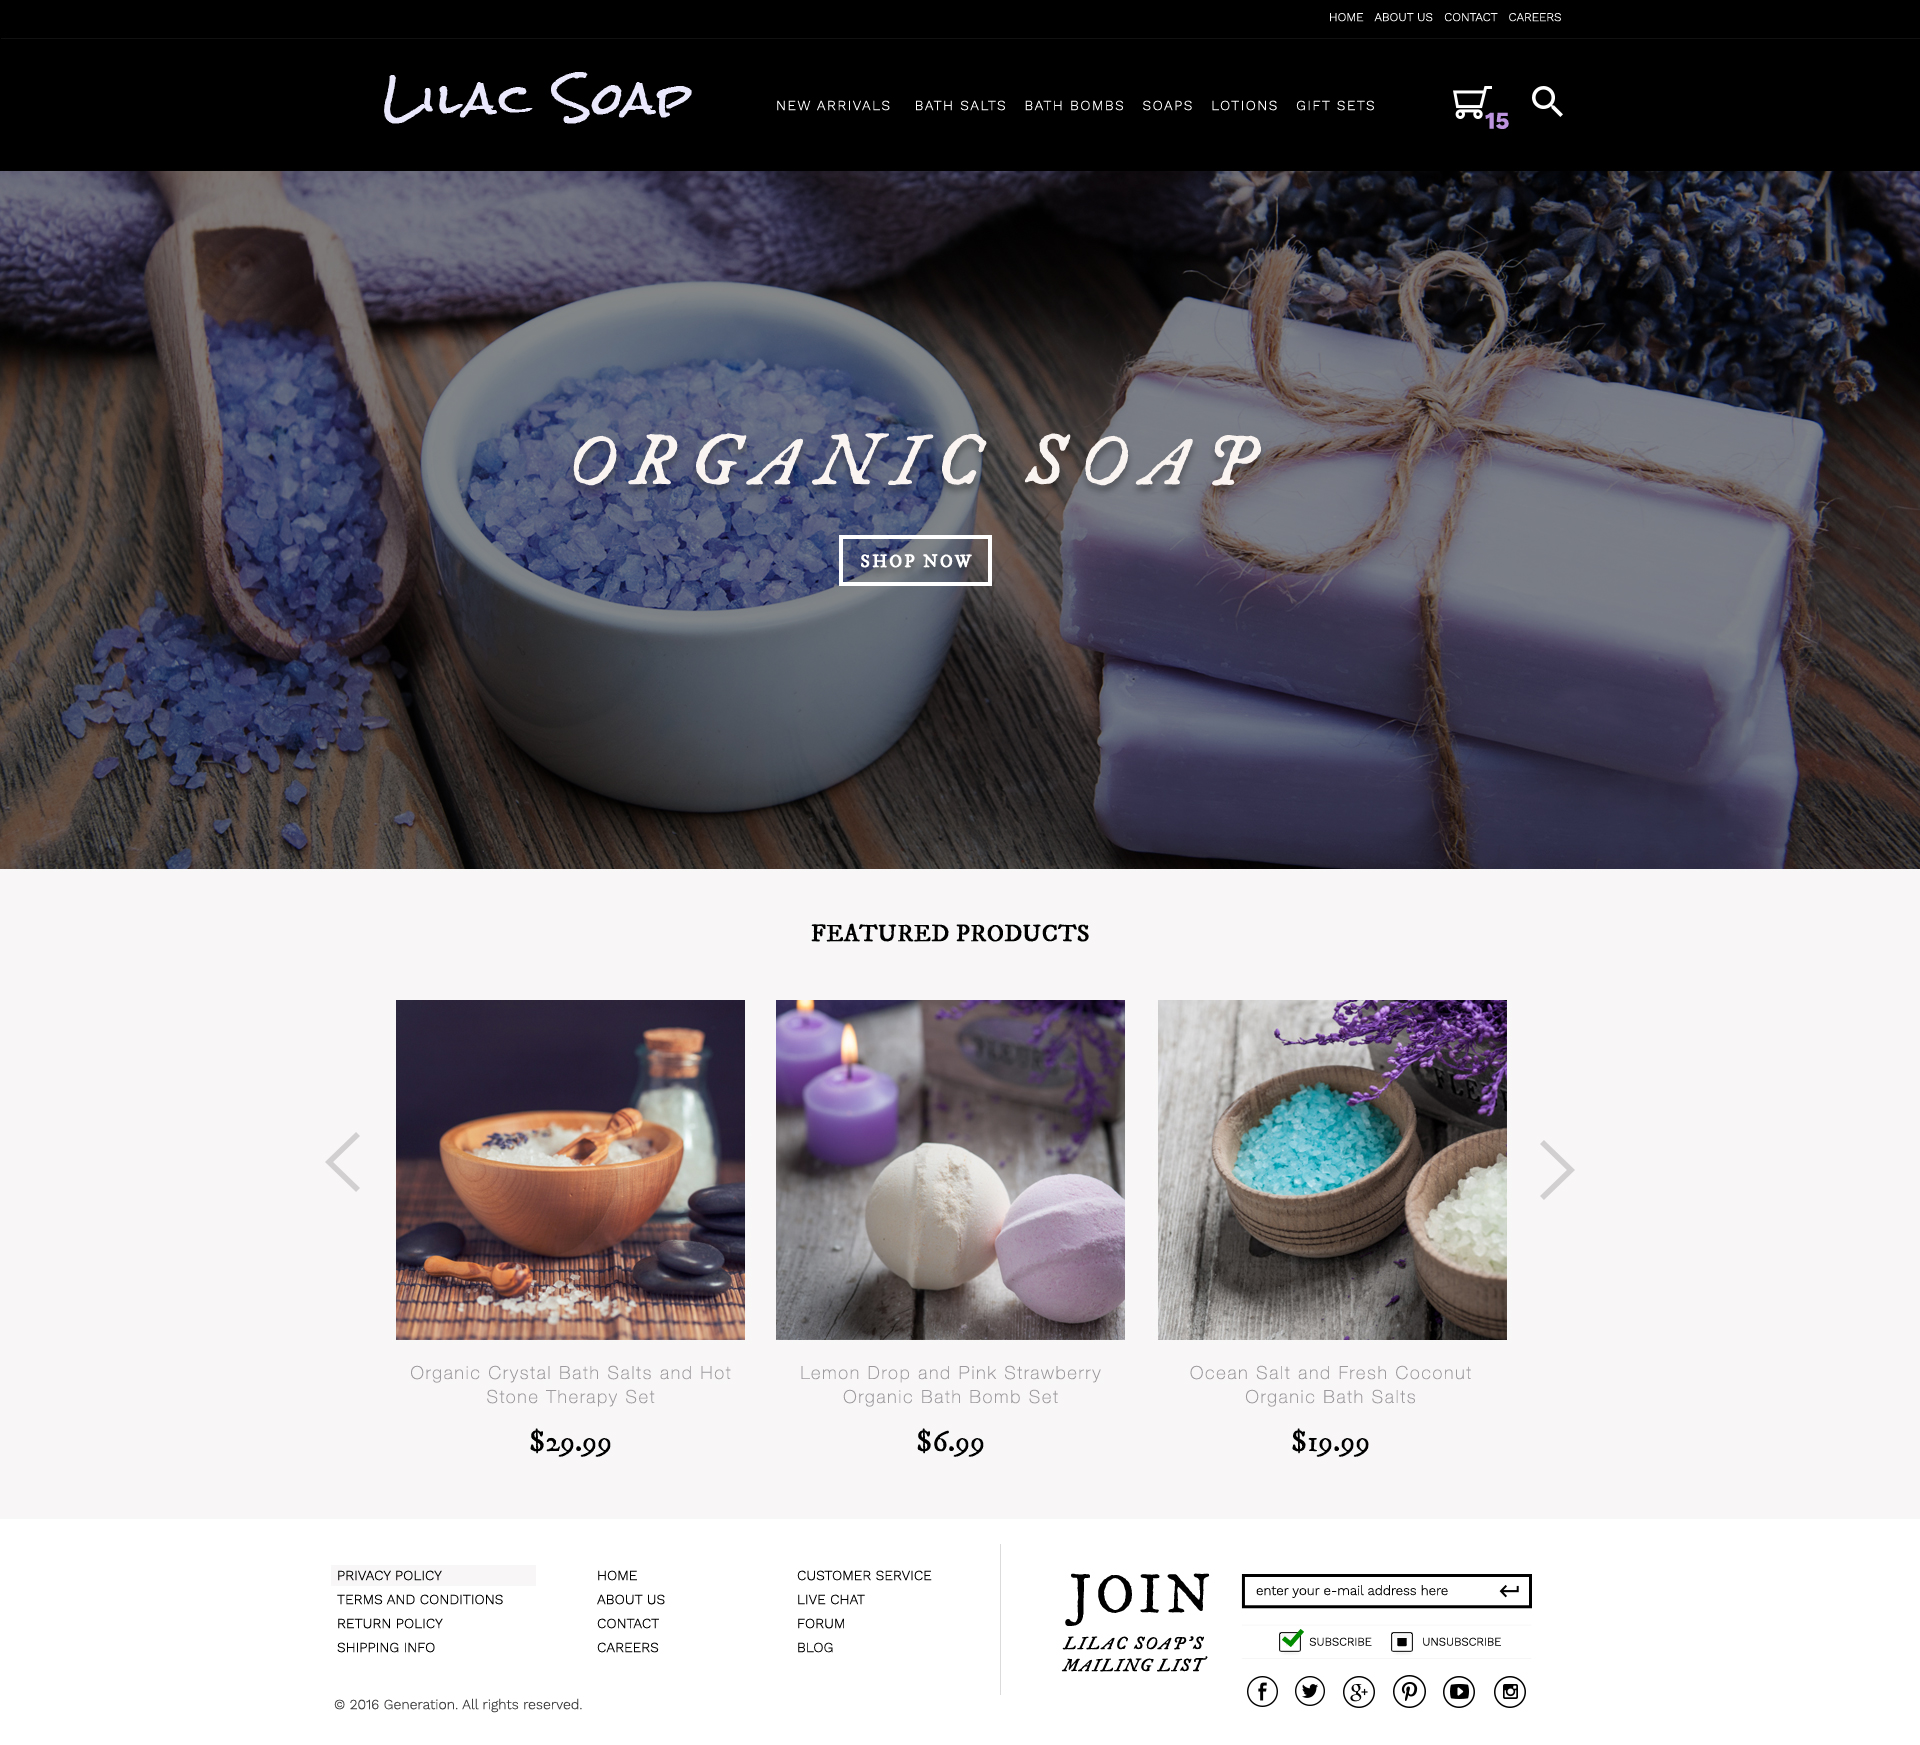 HOME ABOUT US CONTACT CAREERS
Lilac Soap
NEW ARRIVALS BATH SALTS BATH BOMBS SOAPS LOTIONS GIFT SETS
15
ORGANIC SOAP
SHOP NOW
FEATURED PRODUCTS
Organic Crystal Bath Salts and Hot
Stone Therapy Set
$29.99
Lemon Drop and Pink Strawberry
Organic Bath Bomb Set
$6.99
Ocean Salt and Fresh Coconut
Organic Bath Salts
$19.99
PRIVACY POLICY
TERMS AND CONDITIONS
RETURN POLICY
SHIPPING INFO
HOME
ABOUT US
CONTACT
CAREERS
CUSTOMER SERVICE
LIVE CHAT
FORUM
BLOG
© 2016 Generation. All rights reserved.
JOIN
LILAC SOAP'S
MAILING LIST
enter your e-mail address here
SUBSCRIBE UNSUBSCRIBE